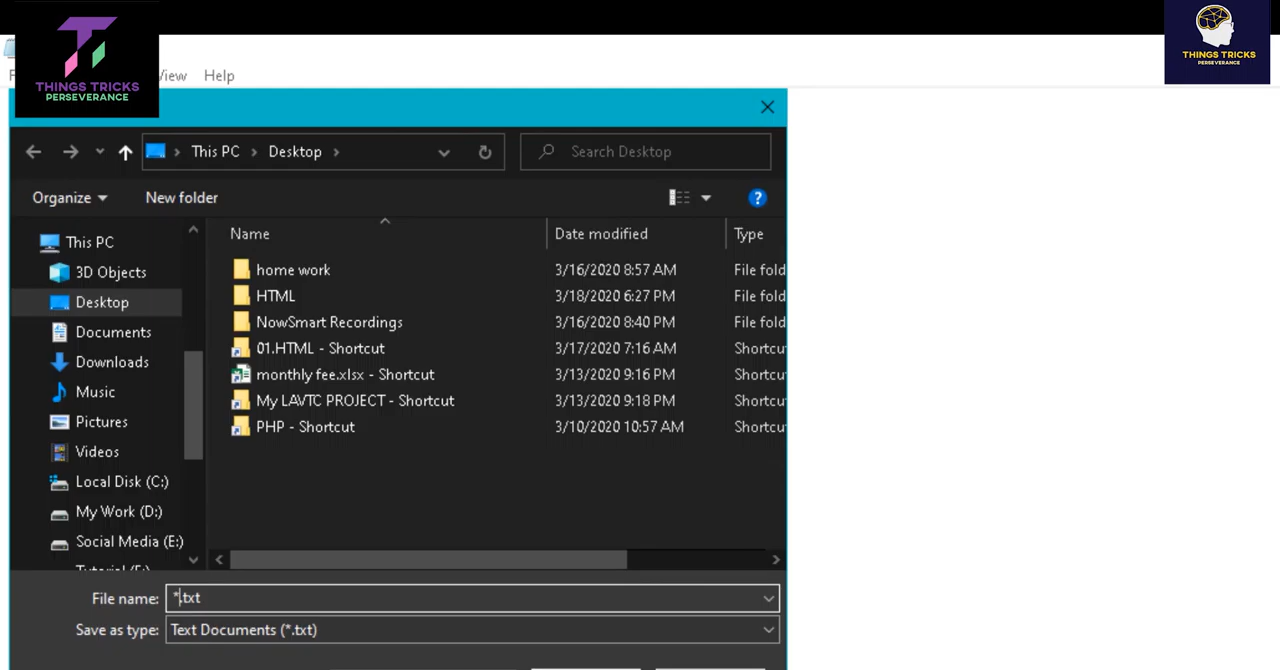 THINGS TRICKS
PERSEVERANCE
THINGS TRICKS
PERSEVERANCE
View Help
This PC Desktop
Search Desktop
Organize New folder
Name Date modified Type
This PC
3D Objects
Desktop
Documents
Downloads
Music
Pictures
Videos
Local Disk (C:)
My Work (D:)
Social Media (E:)
home work 3/16/2020 8:57 AM File fold
HTML 3/18/2020 6:27 PM File fold
NowSmart Recordings 3/16/2020 8:40 PM File fold
01.HTML - Shortcut 3/17/2020 7:16 AM Shortcu
monthly fee.xlsx - Shortcut 3/13/2020 9:16 PM Shortcu
My LAVTC PROJECT - Shortcut 3/13/2020 9:18 PM Shortcu
PHP - Shortcut 3/10/2020 10:57 AM Shortcu
File name: *.txt
Save as type: Text Documents (*.txt)